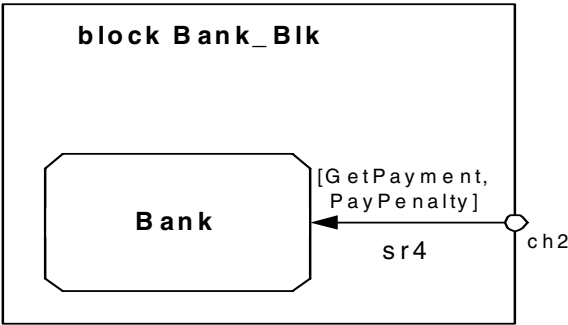 block Bank_Blk
[GetPayment,
PayPenalty]
Bank
sr4
ch2